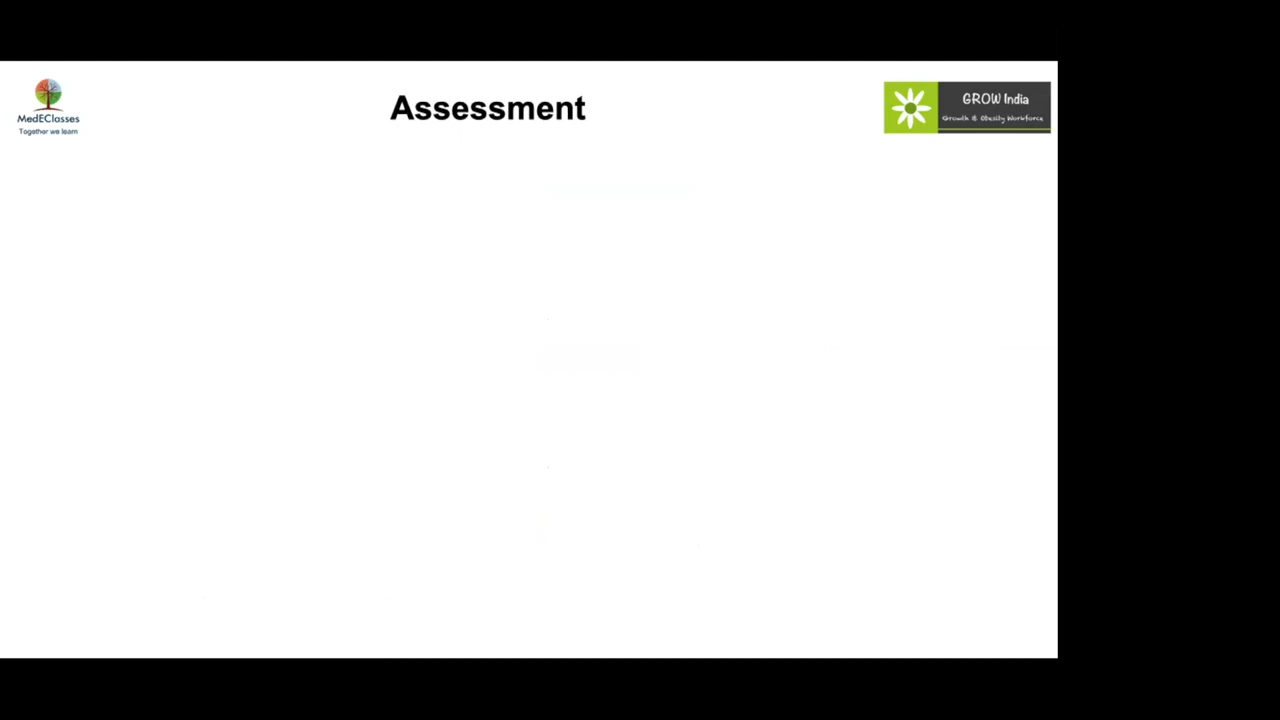 Assessment
MedEClasses
Together we learn
GROW India
Growth & Obesity Workforce